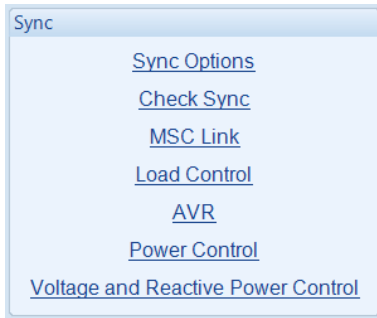 Sync
Sync Options
Check Sync
MSC Link
Load Control
AVR
Power Control
Voltage and Reactive Power Control